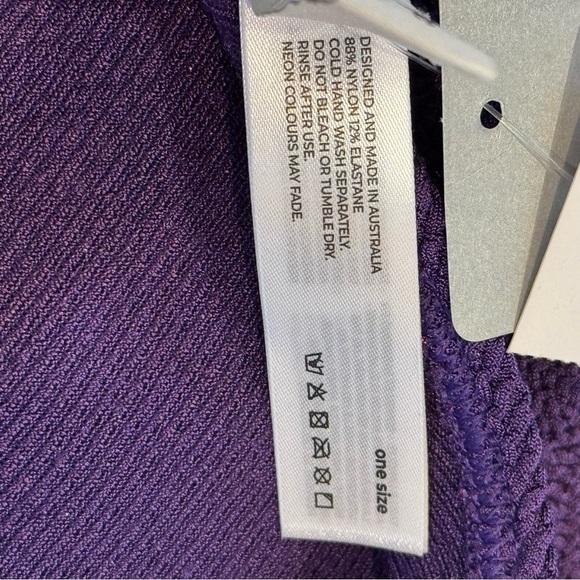 DESIGNED AND MADE IN AUSTRALIA
88% NYLON 12% ELASTANE
COLD HAND WASH SEPARATELY.
DO NOT BLEACH OR TUMBLE DRY.
RINSE AFTER USE.
NEON COLOURS MAY FADE.
one size